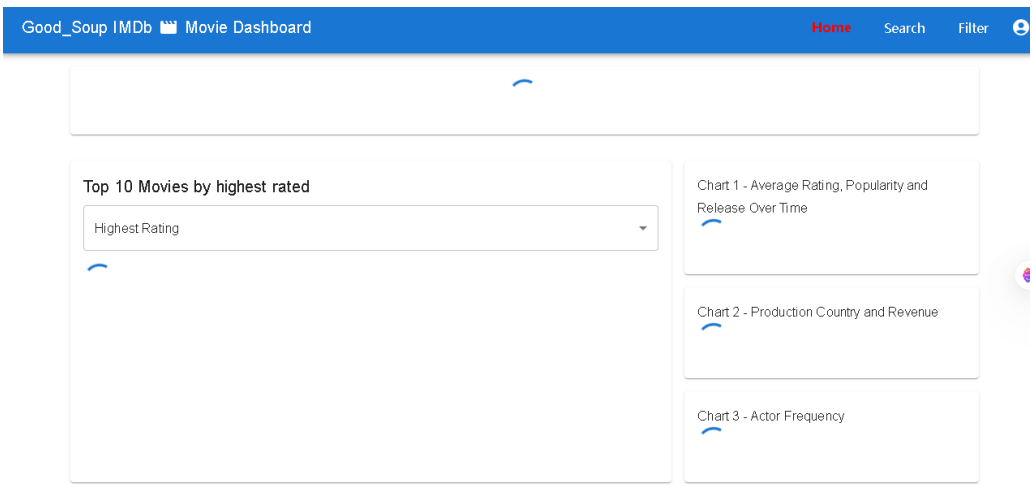 Good_Soup IMDb Movie Dashboard
Home
Search
Filter
Top 10 Movies by highest rated
Highest Rating
Chart 1 - Average Rating, Popularity and
Release Over Time
Chart 2 - Production Country and Revenue
Chart 3 - Actor Frequency